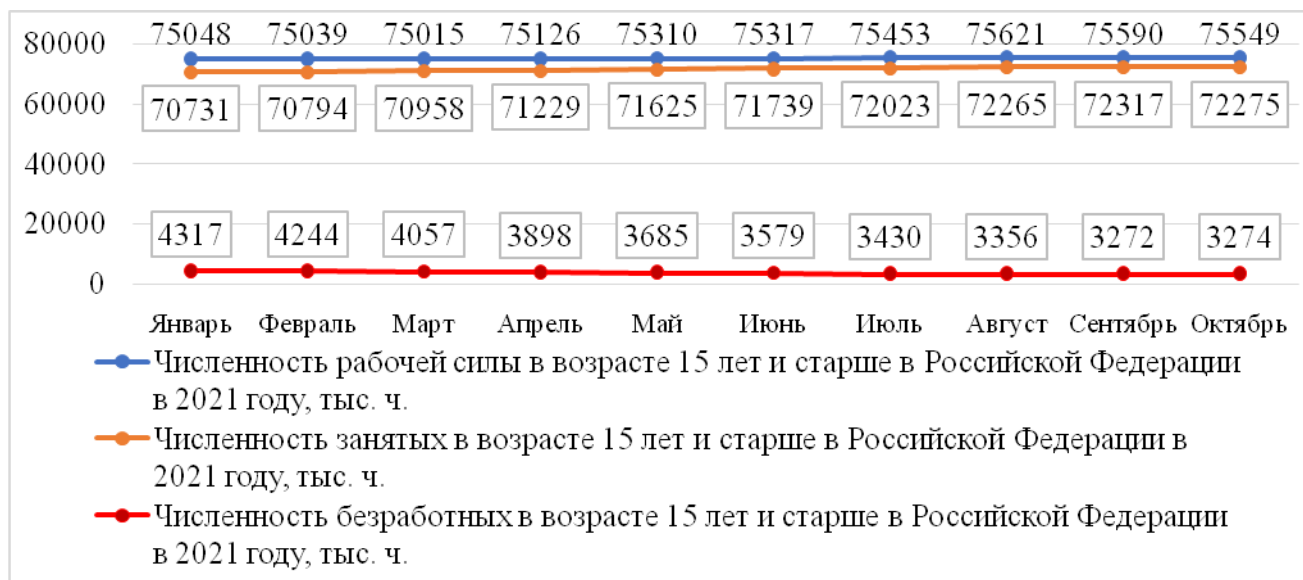 75048 75039 75015 75126 75310 75317 75453 75621 75590 75549
80000
60000
70731 70794 70958 71229 71625 71739 72023 72265 72317 72275
40000
20000
4317 4244 4057 3898 3685 3579 3430 3356 3272 3274
0
Январь Февраль Март Апрель Май Июнь Июль Август Сентябрь Октябрь
Численность рабочей силы в возрасте 15 лет и старше в Российской Федерации
в 2021 году, тыс. ч.
Численность занятых в возрасте 15 лет и старше в Российской Федерации в
2021 году, тыс. ч.
Численность безработных в возрасте 15 лет и старше в Российской Федерации
в 2021 году, тыс. ч.